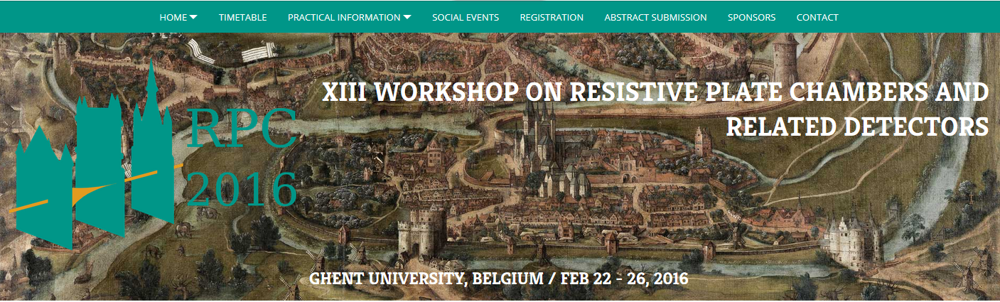 HOME TIMETABLE PRACTICAL INFORMATION SOCIAL EVENTS REGISTRATION ABSTRACT SUBMISSION SPONSORS CONTACT
XIII WORKSHOP ON RESISTIVE PLATE CHAMBERS AND
RELATED DETECTORS
RPC
2016
GHENT UNIVERSITY, BELGIUM / FEB 22 - 26, 2016